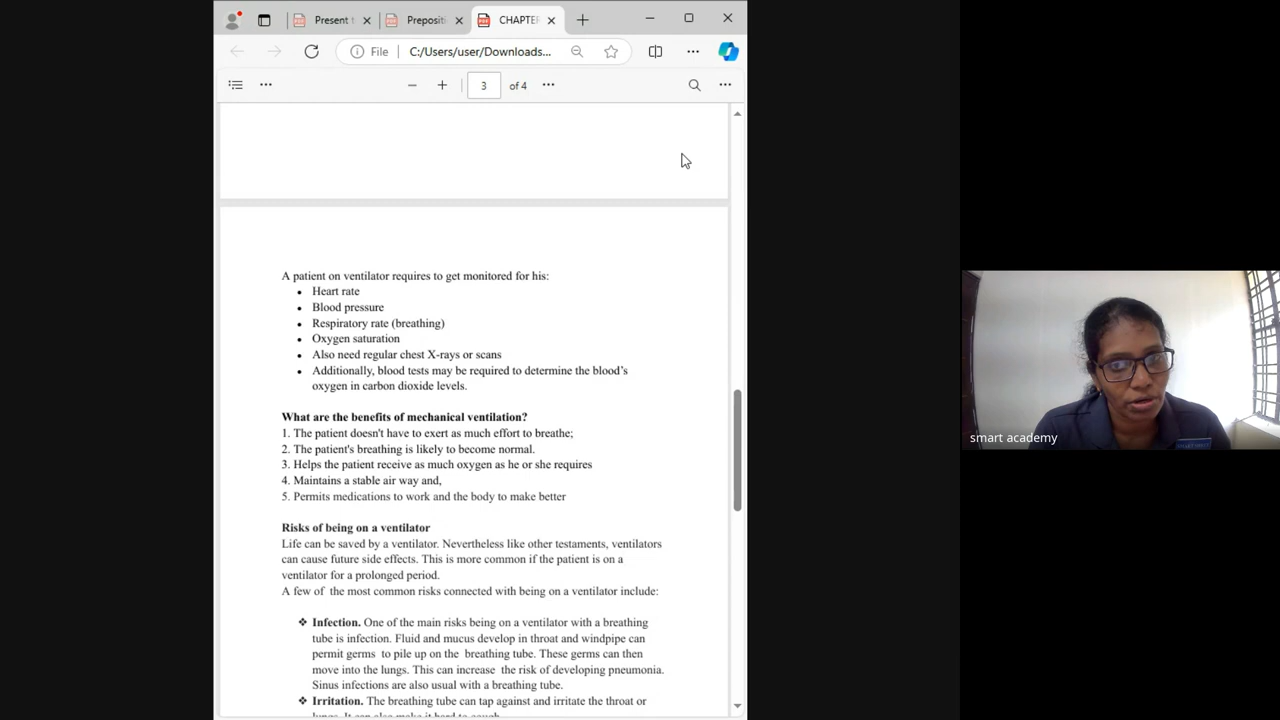 Present
Prepositi
CHAPTER
File
C:/Users/user/Downloads...
3 of 4
A patient on ventilator requires to get monitored for his:
• Heart rate
• Blood pressure
• Respiratory rate (breathing)
• Oxygen saturation
• Also need regular chest X-rays or scans
• Additionally, blood tests may be required to determine the blood's
oxygen in carbon dioxide levels.
What are the benefits of mechanical ventilation?
1. The patient doesn't have to exert as much effort to breathe;
2. The patient's breathing is likely to become normal.
3. Helps the patient receive as much oxygen as he or she requires
4. Maintains a stable air way and,
5. Permits medications to work and the body to make better
Risks of being on a ventilator
Life can be saved by a ventilator. Nevertheless like other testaments, ventilators
can cause future side effects. This is more common if the patient is on a
ventilator for a prolonged period.
A few of the most common risks connected with being on a ventilator include:
❖ Infection. One of the main risks being on a ventilator with a breathing
tube is infection. Fluid and mucus develop in throat and windpipe can
permit germs to pile up on the breathing tube. These germs can then
move into the lungs. This can increase the risk of developing pneumonia.
Sinus infections are also usual with a breathing tube.
❖ Irritation. The breathing tube can tap against and irritate the throat or
lungs. It can also make it hard to cough.
smart academy